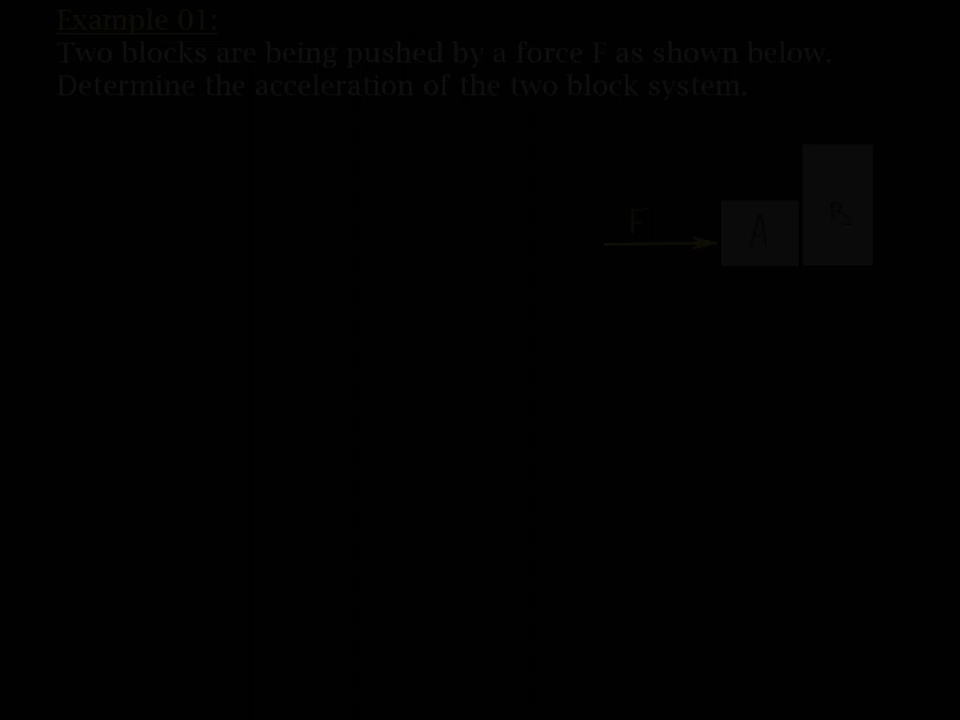 Example 01:
Two blocks are being pushed by a force F as shown below.
Determine the acceleration of the two block system.
F
A
B